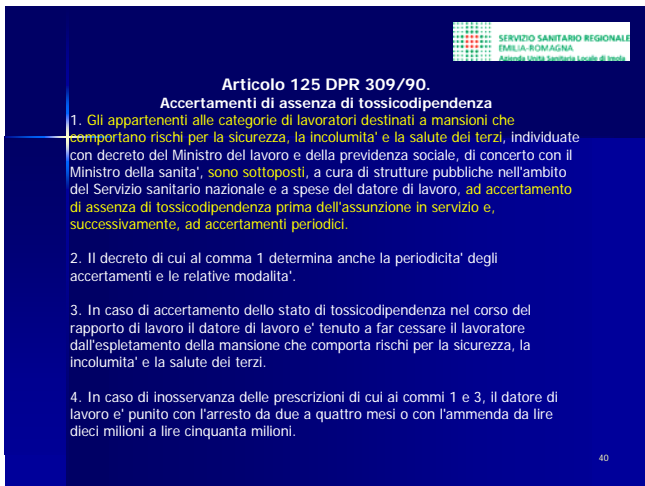 SERVIZIO SANITARIO REGIONALE
EMILIA-ROMAGNA
Azienda Unità Sanitaria Locale di Imola
Articolo 125 DPR 309/90.
Accertamenti di assenza di tossicodipendenza
1. Gli appartenenti alle categorie di lavoratori destinati a mansioni che
comportano rischi per la sicurezza, la incolumita' e la salute dei terzi, individuate
con decreto del Ministro del lavoro e della previdenza sociale, di concerto con il
Ministro della sanita', sono sottoposti, a cura di strutture pubbliche nell'ambito
del Servizio sanitario nazionale e a spese del datore di lavoro, ad accertamento
di assenza di tossicodipendenza prima dell'assunzione in servizio e,
successivamente, ad accertamenti periodici.
2. Il decreto di cui al comma 1 determina anche la periodicita' degli
accertamenti e le relative modalita'.
3. In caso di accertamento dello stato di tossicodipendenza nel corso del
rapporto di lavoro il datore di lavoro e' tenuto a far cessare il lavoratore
dall'espletamento della mansione che comporta rischi per la sicurezza, la
incolumita' e la salute dei terzi.
4. In caso di inosservanza delle prescrizioni di cui ai commi 1 e 3, il datore di
lavoro e' punito con l'arresto da due a quattro mesi o con l'ammenda da lire
dieci milioni a lire cinquanta milioni.
40